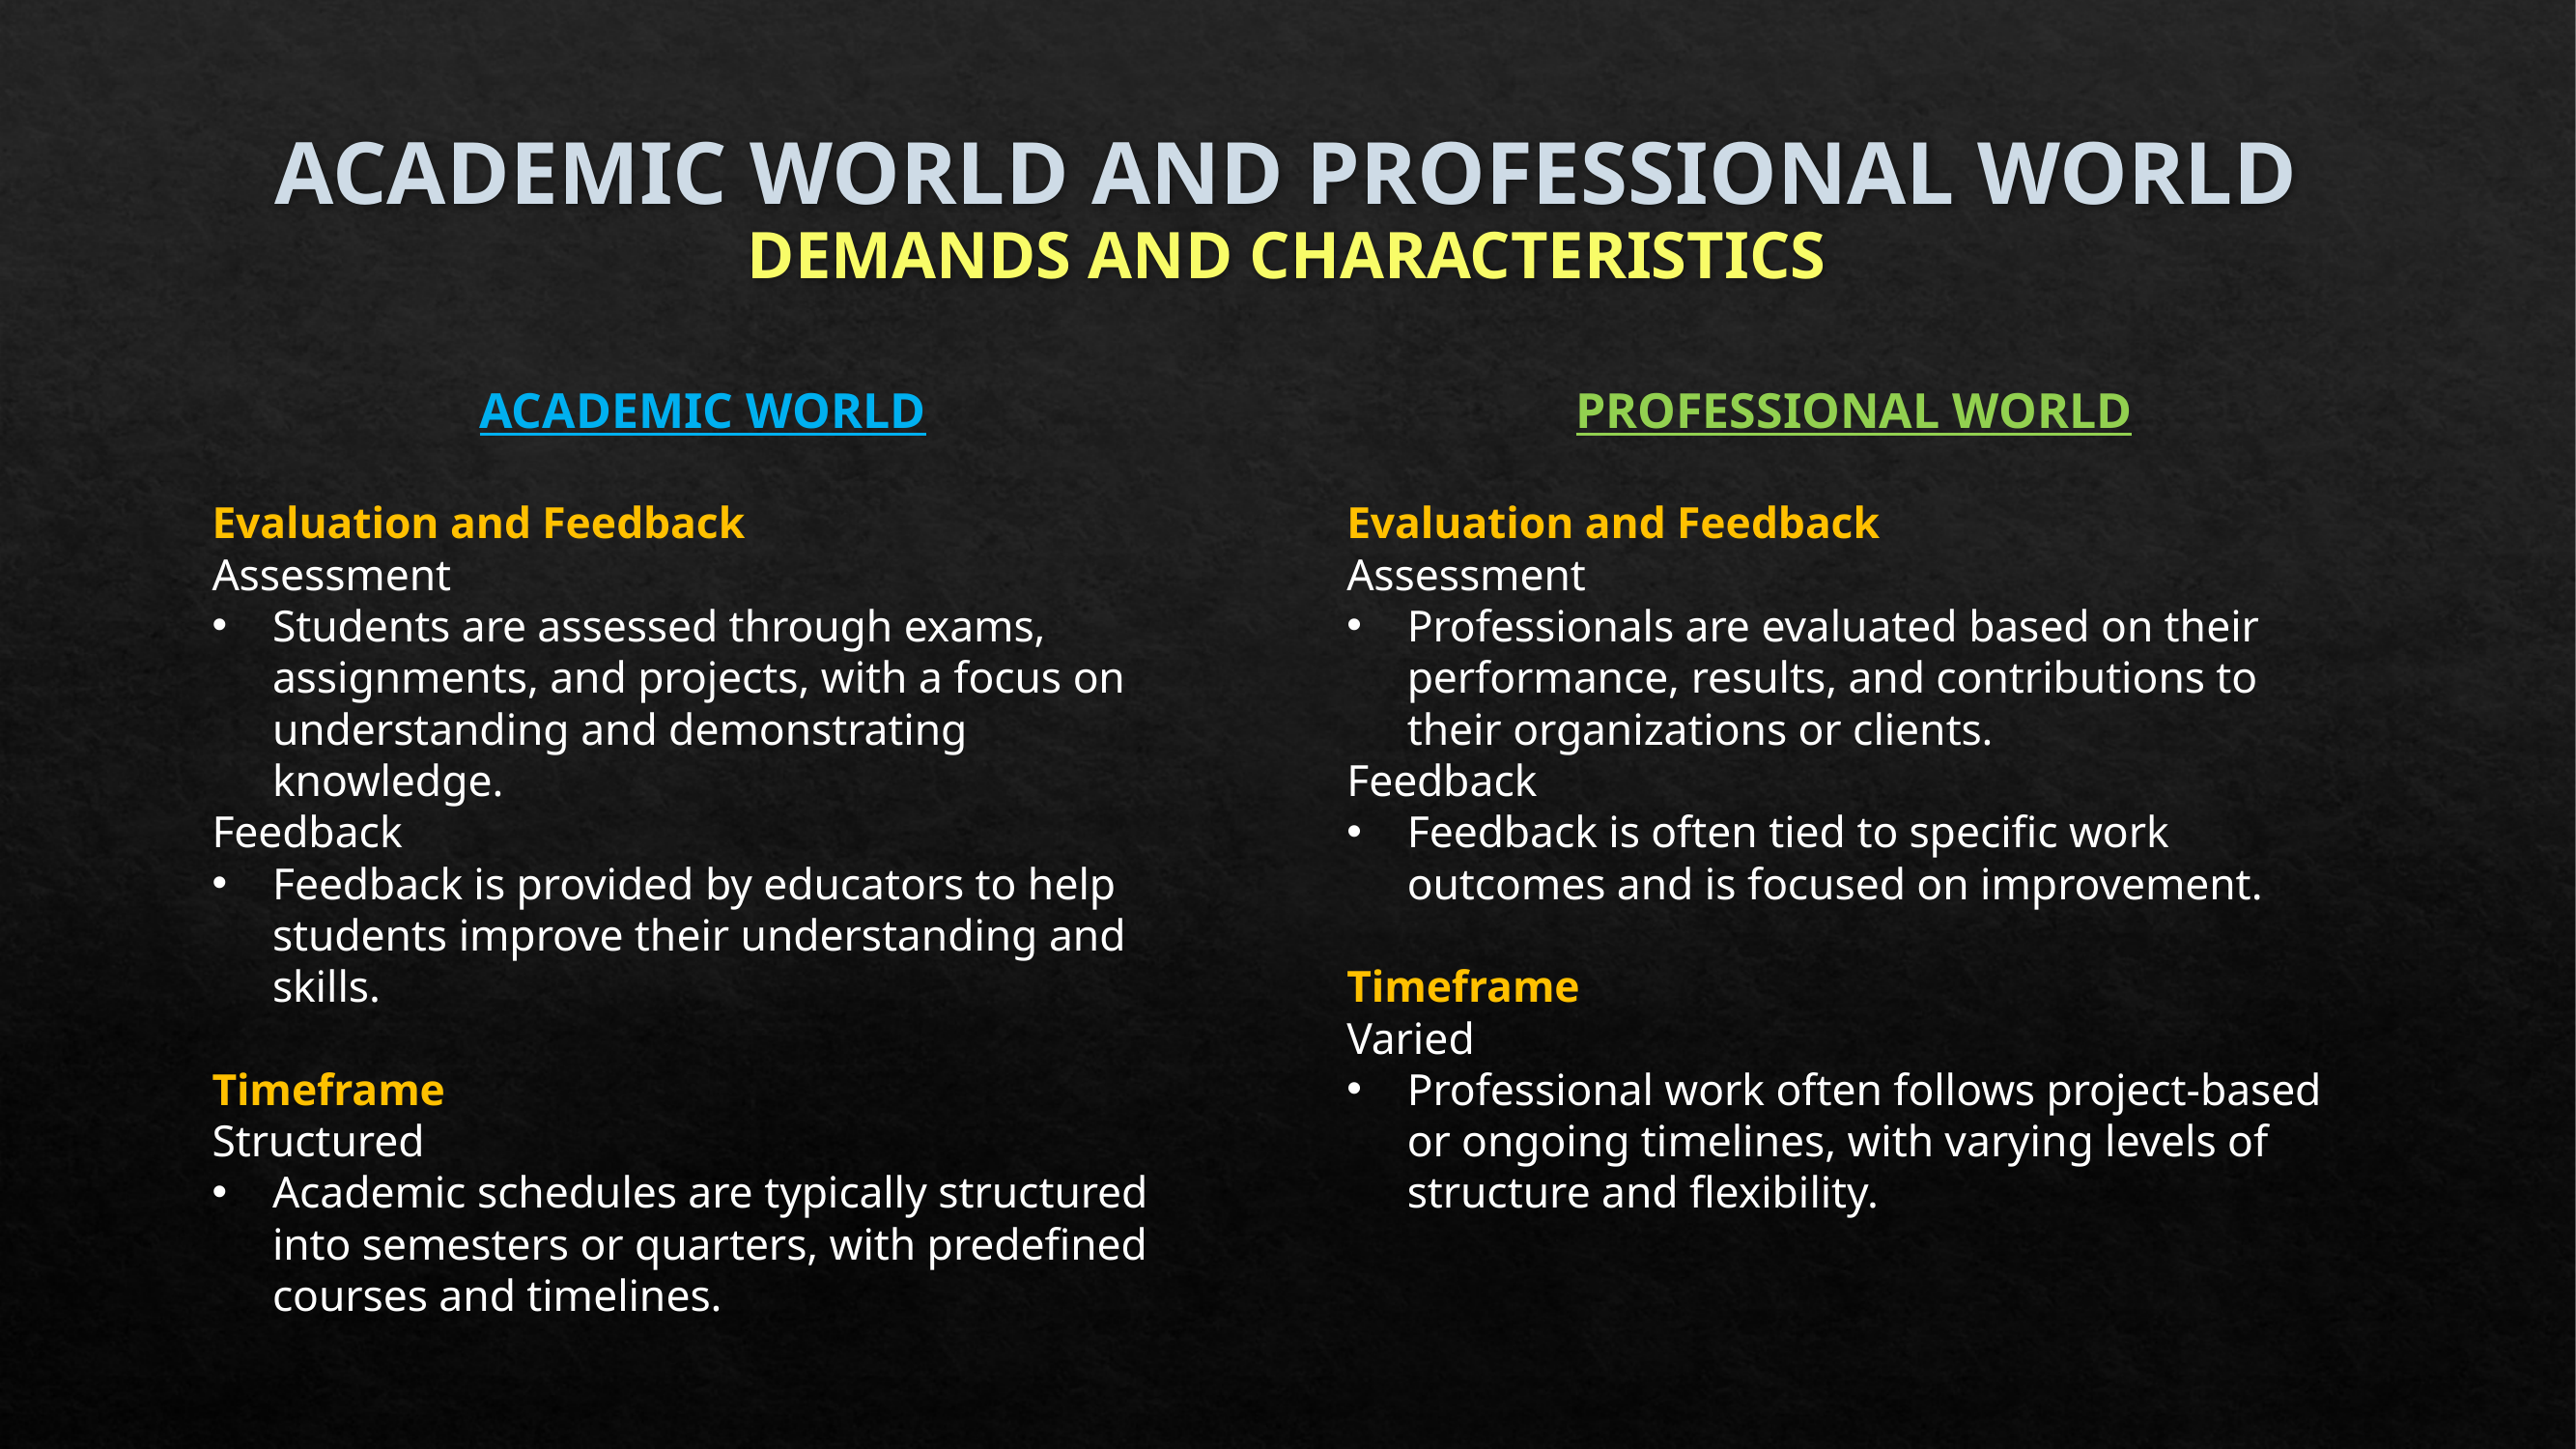 ACADEMIC WORLD AND PROFESSIONAL WORLD
DEMANDS AND CHARACTERISTICS
ACADEMIC WORLD
Evaluation and Feedback
Assessment
• Students are assessed through exams,
assignments, and projects, with a focus on
understanding and demonstrating
knowledge.
Feedback
• Feedback is provided by educators to help
students improve their understanding and
skills.
Timeframe
Structured
• Academic schedules are typically structured
into semesters or quarters, with predefined
courses and timelines.
PROFESSIONAL WORLD
Evaluation and Feedback
Assessment
• Professionals are evaluated based on their
performance, results, and contributions to
their organizations or clients.
Feedback
• Feedback is often tied to specific work
outcomes and is focused on improvement.
Timeframe
Varied
• Professional work often follows project-based
or ongoing timelines, with varying levels of
structure and flexibility.